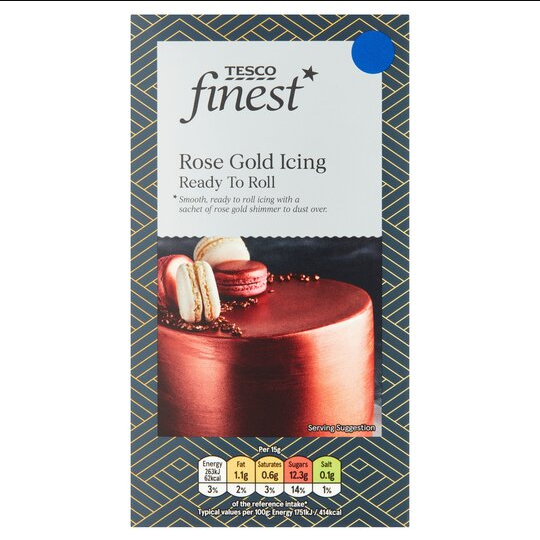 TESCO
finest*
Rose Gold Icing
Ready To Roll
* Smooth, ready to roll icing with a
sachet of rose gold shimmer to dust over.
Serving Suggestion
Per 15g
Energy
263kJ
62kcal
3%
Fat
1.1g
2%
Saturates
0.6g
3%
Sugars
12.3g
14%
Salt
0.1g
1%
of the reference intake*
Typical values per 100g: Energy 1751kJ / 414kcal